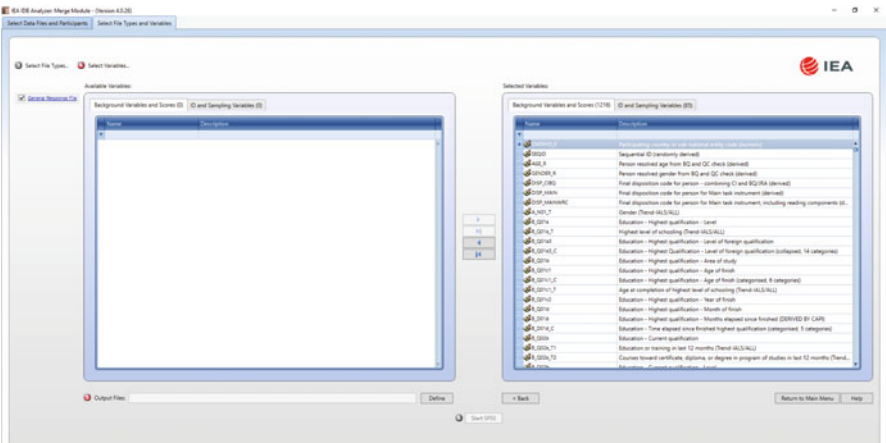 IEA IDB Analyzer: Merge Module - (Version 4.0.26)
Select Data Files and Participants Select File Types and Variables
Select File Types... Select Variables...
IEA
Available Variables: Selected Variables:
General Response File
Background Variables and Scores (0) ID and Sampling Variables (0)
Background Variables and Scores (1218) ID and Sampling Variables (85)
Name Description
Name Description
Participating country or sub-national entity code (numeric)
SEQID Sequential ID (randomly derived)
AGE_R Person resolved age from BQ and QC check (derived)
GENDER_R Person resolved gender from BQ and QC check (derived)
DISP_CIBQ Final disposition code for person - combining CI and BQ/JRA (derived)
DISP_MAIN Final disposition code for person for Main task instrument (derived)
DISP_MAINWRC Final disposition code for person for Main task instrument, including reading components (d...
A_N01_T Gender (Trend-IALS/ALL)
B_Q01a Education - Highest qualification - Level
B_Q01a_T Highest level of schooling (Trend-IALS/ALL)
B_Q01a3 Education - Highest qualification - Level of foreign qualification
B_Q01a3_C Education - Highest Qualification - Level of foreign qualification (collapsed, 14 categories)
B_Q01b Education - Highest qualification - Area of study
B_Q01c1 Education - Highest qualification - Age of finish
B_Q01c1_C Education - Highest qualification - Age of finish (categorised, 6 categories)
B_Q01c1_T Age at completion of highest level of schooling (Trend-IALS/ALL)
B_Q01c2 Education - Highest qualification - Year of finish
B_Q01d Education - Highest qualification - Month of finish
B_D01d Education - Highest qualification - Months elapsed since finished (DERIVED BY CAPI)
B_D01d_C Education - Time elapsed since finished highest qualification (categorised, 5 categories)
B_Q02a Education - Current qualification
B_Q02a_T1 Education or training in last 12 months (Trend-IALS/ALL)
B_Q02a_T2 Courses toward certificate, diploma, or degree in program of studies in last 12 months (Trend...
B_Q02b Education - Current qualification - Level
Output Files: Define < Back Return to Main Menu Help
Start SPSS